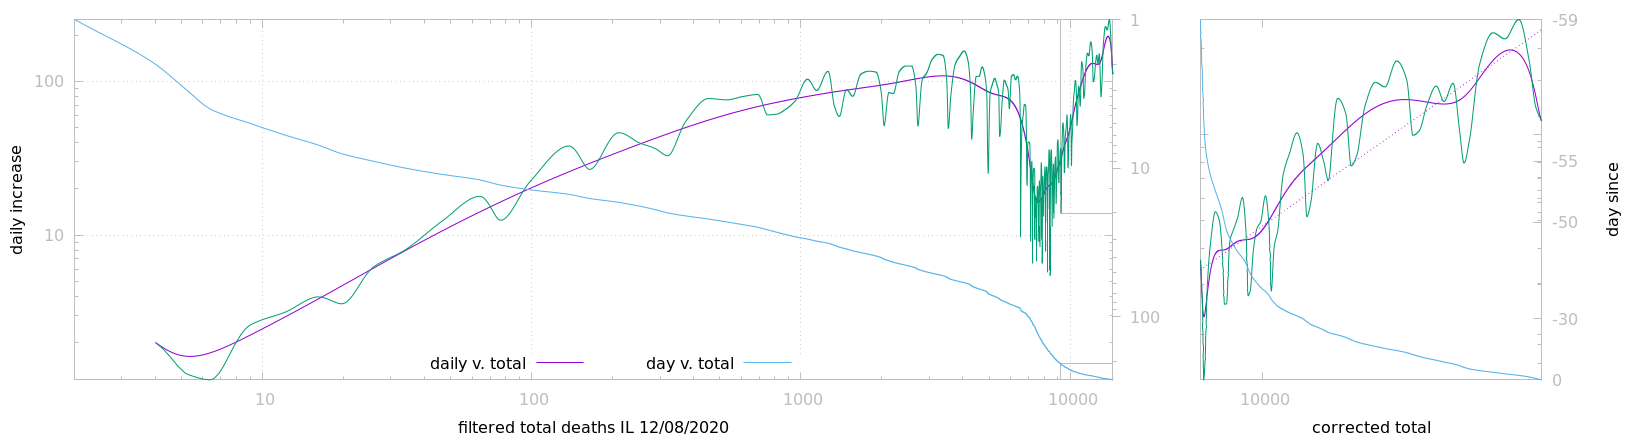 1
-59
100
daily increase
10
-55
-50
day since
10
100
-30
daily v. total
day v. total
0
10
100
1000
10000
10000
filtered total deaths IL 12/08/2020
corrected total